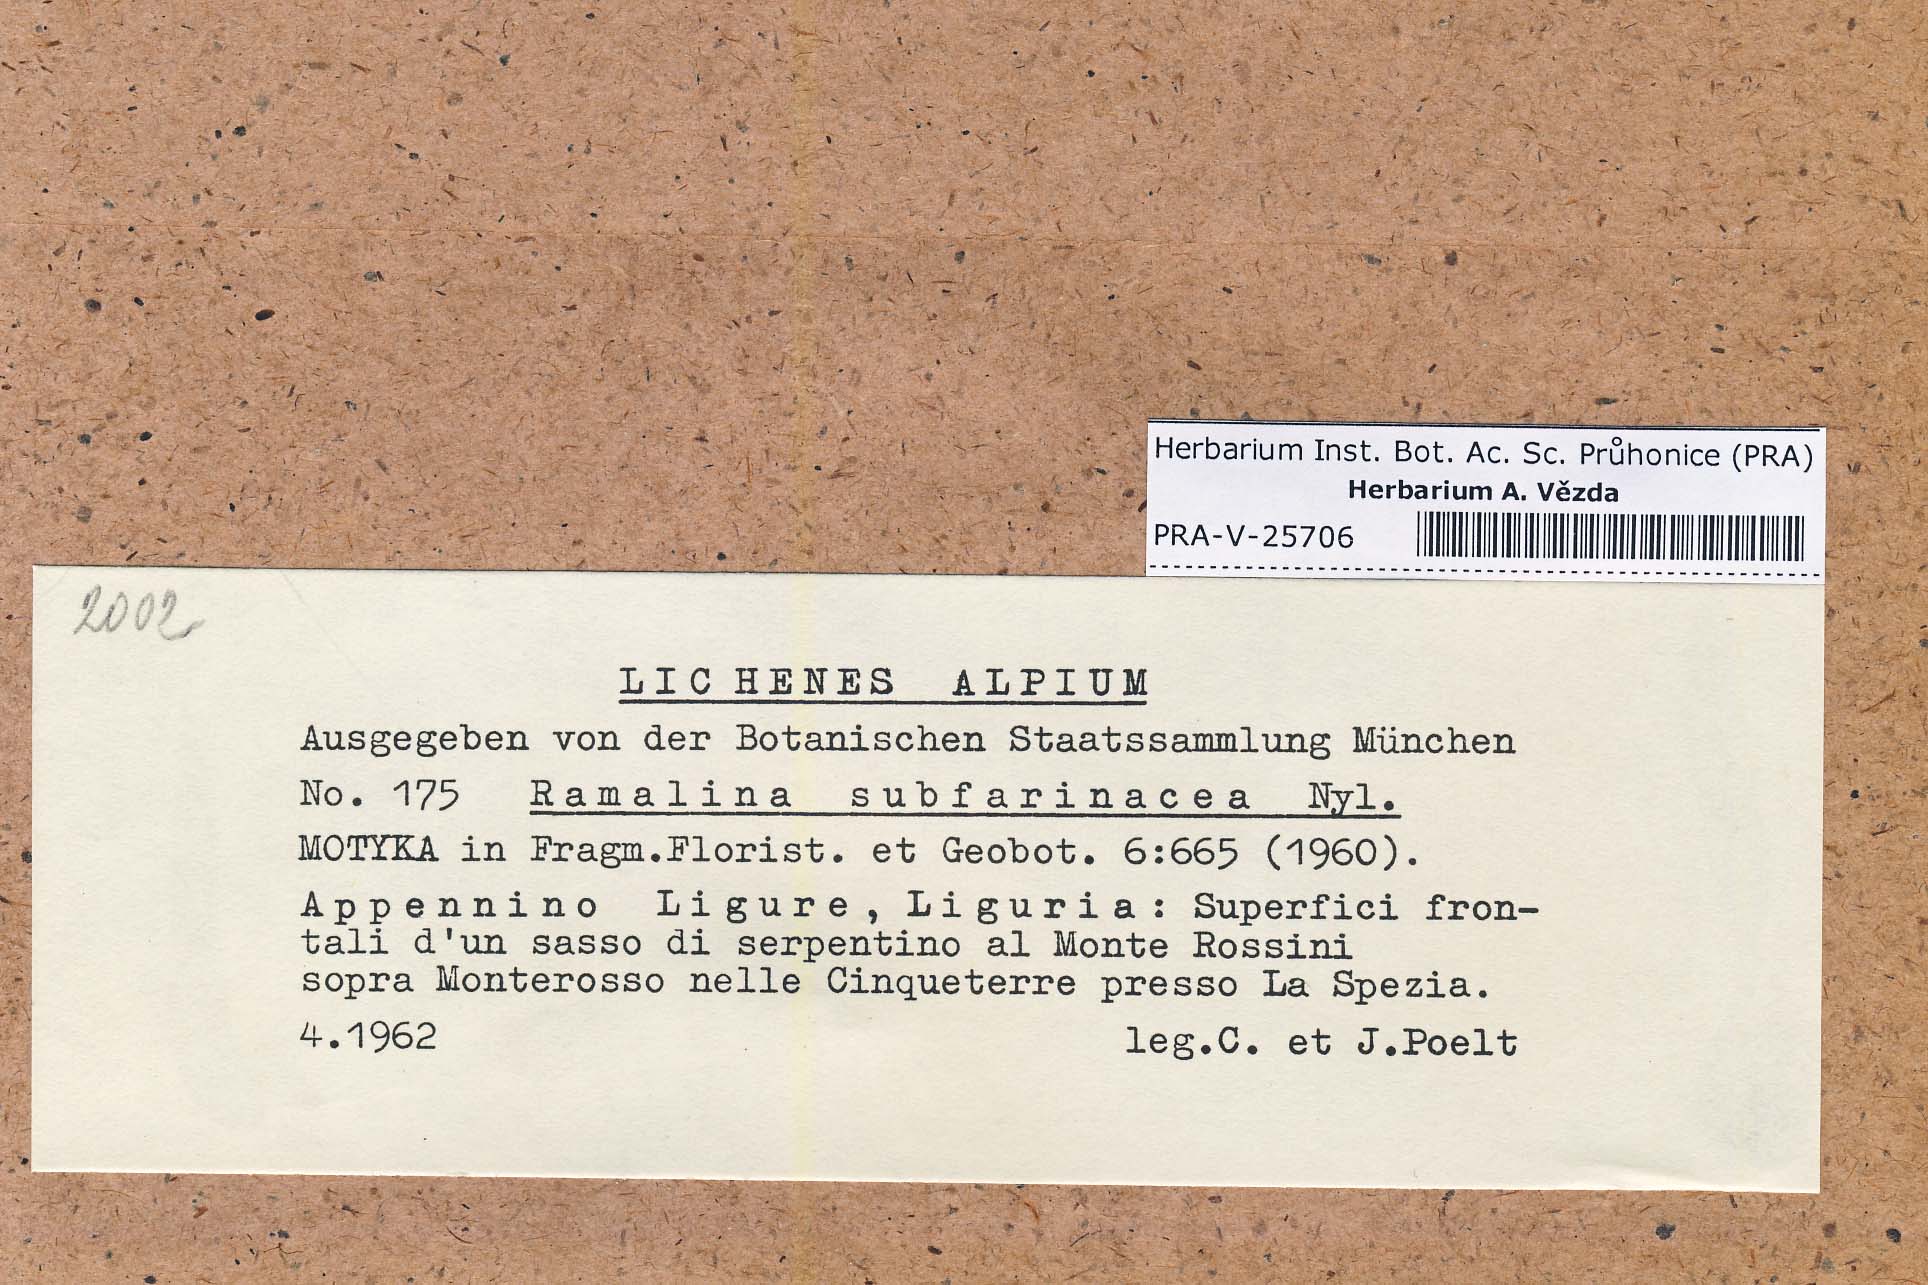 Herbarium Inst. Bot. Ac. Sc. Průhonice (PRA)
Herbarium A. Vězda
PRA-V-25706
2002
LICHENES ALPIUM
Ausgegeben von der Botanischen Staatssammlung München
No. 175 Ramalina subfarinacea Nyl.
MOTYKA in Fragm.Florist. et Geobot. 6:665 (1960).
Appennino Ligure, Liguria: Superfici fron-
tali d'un sasso di serpentino al Monte Rossini
sopra Monterosso nelle Cinqueterre presso La Spezia.
4.1962 leg.C. et J.Poelt